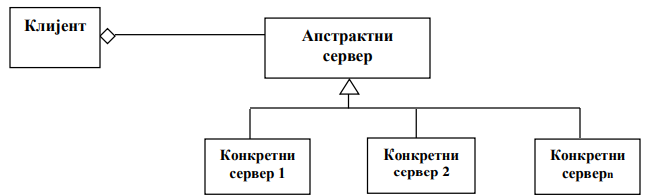 Клијент
Апстрактни
сервер
Конкретни
сервер 1
Конкретни
сервер 2
Конкретни
серверn